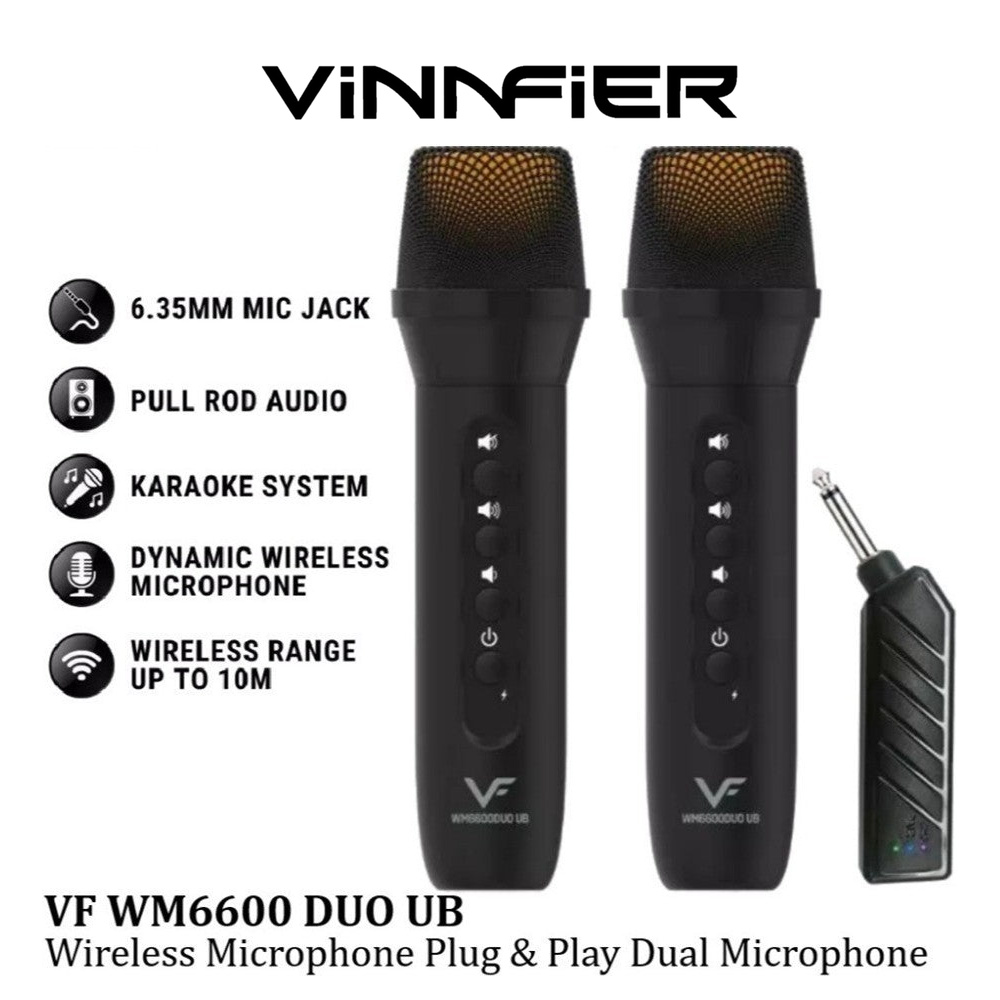 ViNNFiER
6.35MM MIC JACK
PULL ROD AUDIO
KARAOKE SYSTEM
DYNAMIC WIRELESS
MICROPHONE
WIRELESS RANGE
UP TO 10M
VF
WM6600DUO UB
VF
WM6600DUO UB
VF WM6600 DUO UB
Wireless Microphone Plug & Play Dual Microphone